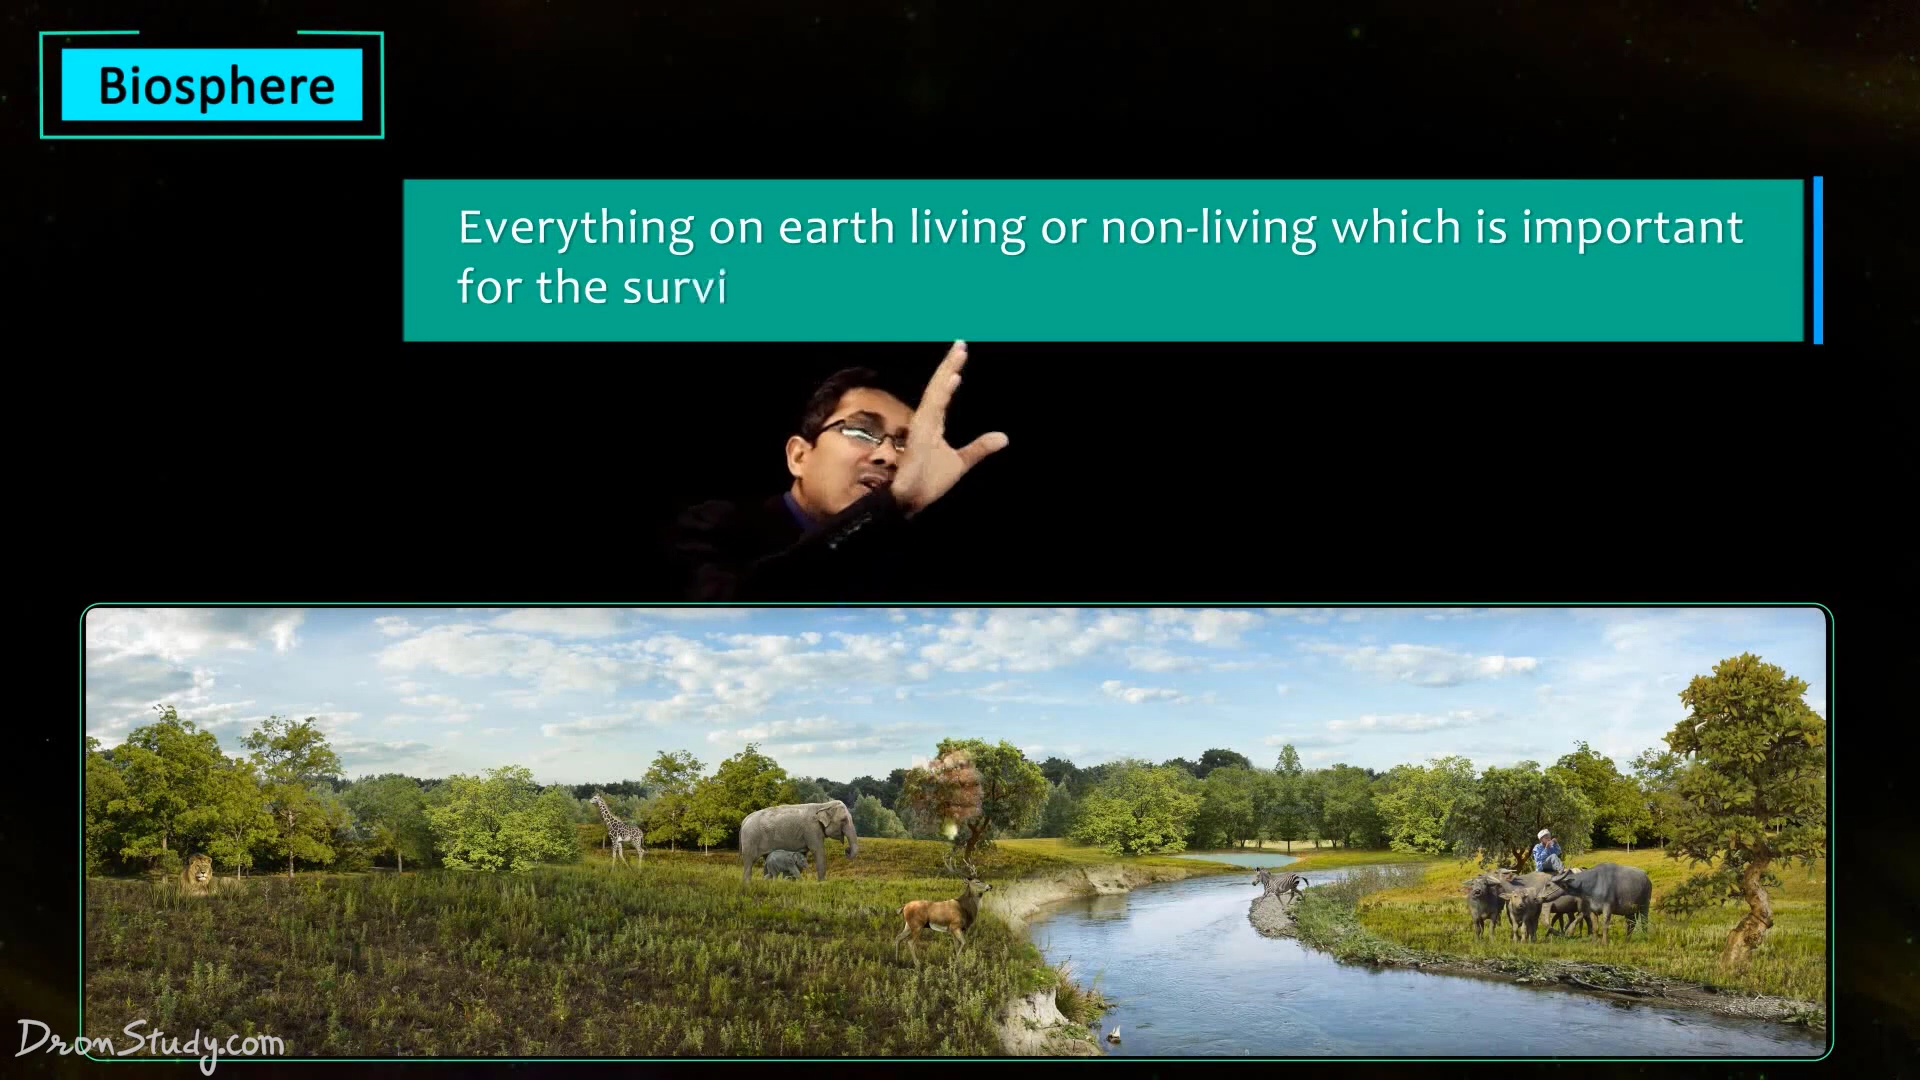 Biosphere
Everything on earth living or non-living which is important
for the survi
DronStudy.com